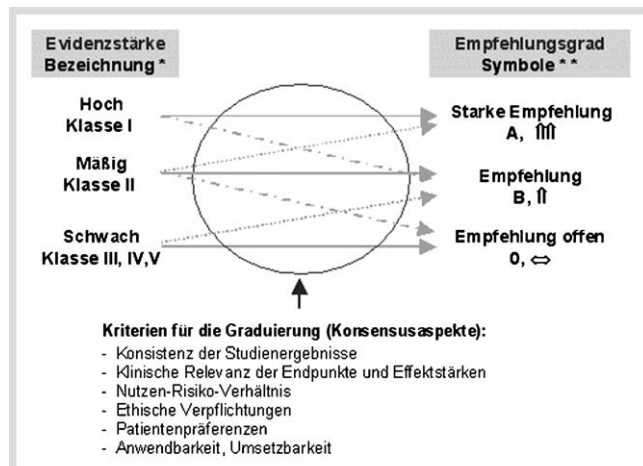 Evidenzstärke
Bezeichnung *
Empfehlungsgrad
Symbole * *
Hoch
Klasse I
Starke Empfehlung
A, ⇑⇑
Mäßig
Klasse II
Empfehlung
B, ⇑
Schwach
Klasse III, IV,V
Empfehlung offen
0, ⇔
Kriterien für die Graduierung (Konsensusaspekte):
- Konsistenz der Studienergebnisse
- Klinische Relevanz der Endpunkte und Effektstärken
- Nutzen-Risiko-Verhältnis
- Ethische Verpflichtungen
- Patientenpräferenzen
- Anwendbarkeit, Umsetzbarkeit